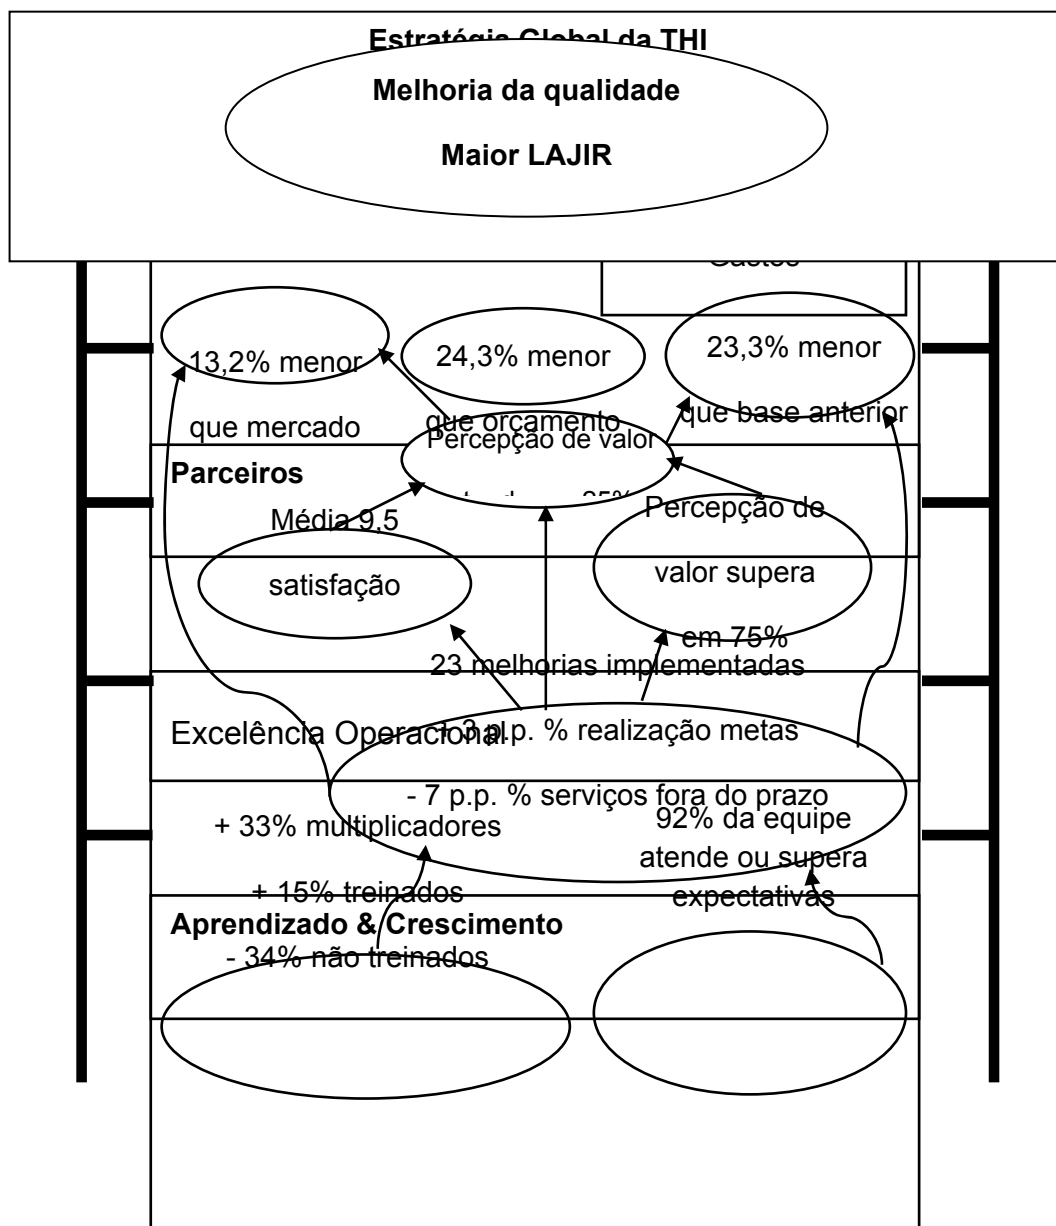 Estratégia Global da THI
Melhoria da qualidade
Maior LAJIR
Gastos
13,2% menor
que mercado
24,3% menor
que orçamento
23,3% menor
que base anterior
Parceiros
Percepção de valor
Média 9,5
satisfação
Percepção de
valor supera
em 75%
Excelência Operacional
23 melhorias implementadas
+ 3 p.p. % realização metas
- 7 p.p. % serviços fora do prazo
+ 33% multiplicadores
+ 15% treinados
- 34% não treinados
92% da equipe
atende ou supera
expectativas
Aprendizado & Crescimento